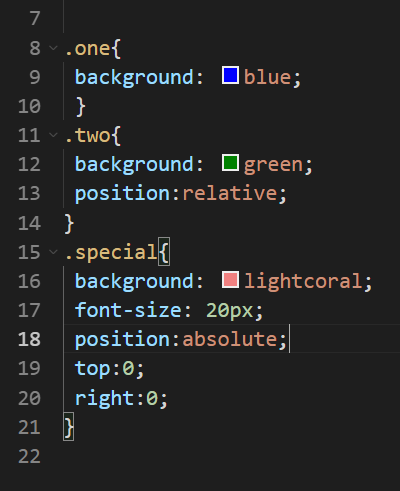 7
8 .one{
9 background: blue;
10 }
11 .two{
12 background: green;
13 position:relative;
14 }
15 .special{
16 background: lightcoral;
17 font-size: 20px;
18 position:absolute;
19 top:0;
20 right:0;
21 }
22